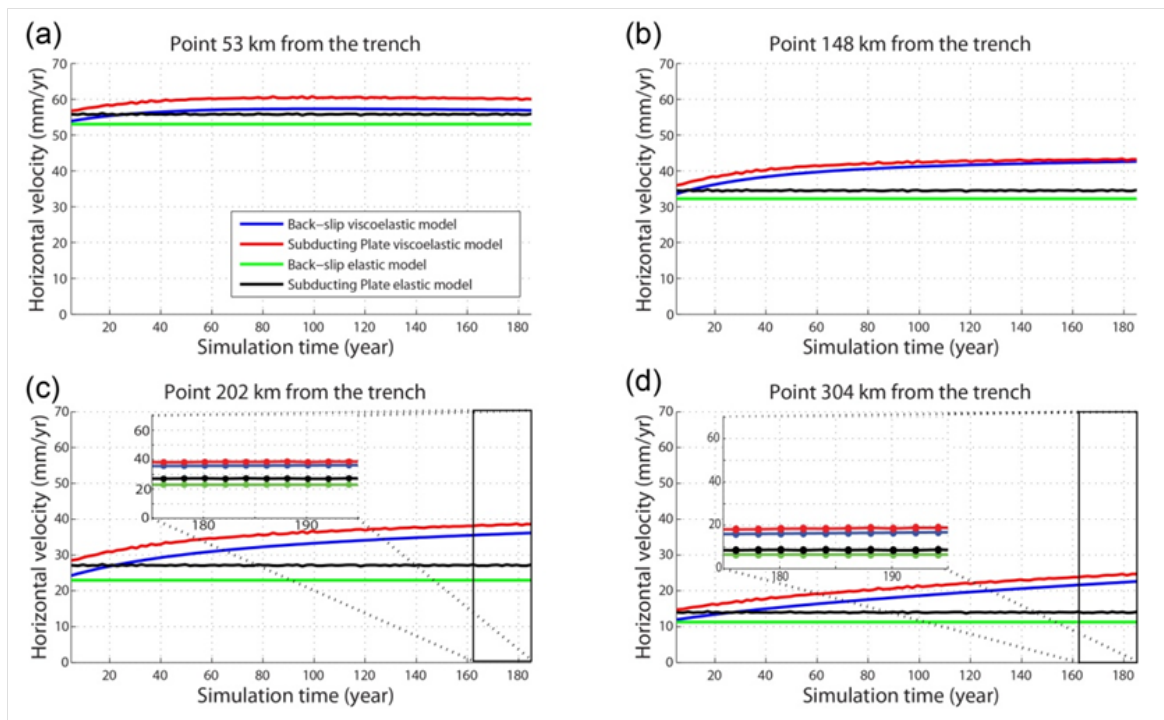 (a)
Point 53 km from the trench
Horizontal velocity (mm/yr)
70
60
50
40
30
20
10
0
Back-slip viscoelastic model
Subducting Plate viscoelastic model
Back-slip elastic model
Subducting Plate elastic model
20 40 60 80 100 120 140 160 180
Simulation time (year)
(b)
Point 148 km from the trench
Horizontal velocity (mm/yr)
70
60
50
40
30
20
10
0
20 40 60 80 100 120 140 160 180
Simulation time (year)
(c)
Point 202 km from the trench
Horizontal velocity (mm/yr)
70
60
50
40
30
20
10
0
60
40
20
0
180 190
20 40 60 80 100 120 140 160 180
Simulation time (year)
(d)
Point 304 km from the trench
Horizontal velocity (mm/yr)
70
60
50
40
30
20
10
0
60
40
20
0
180 190
20 40 60 80 100 120 140 160 180
Simulation time (year)